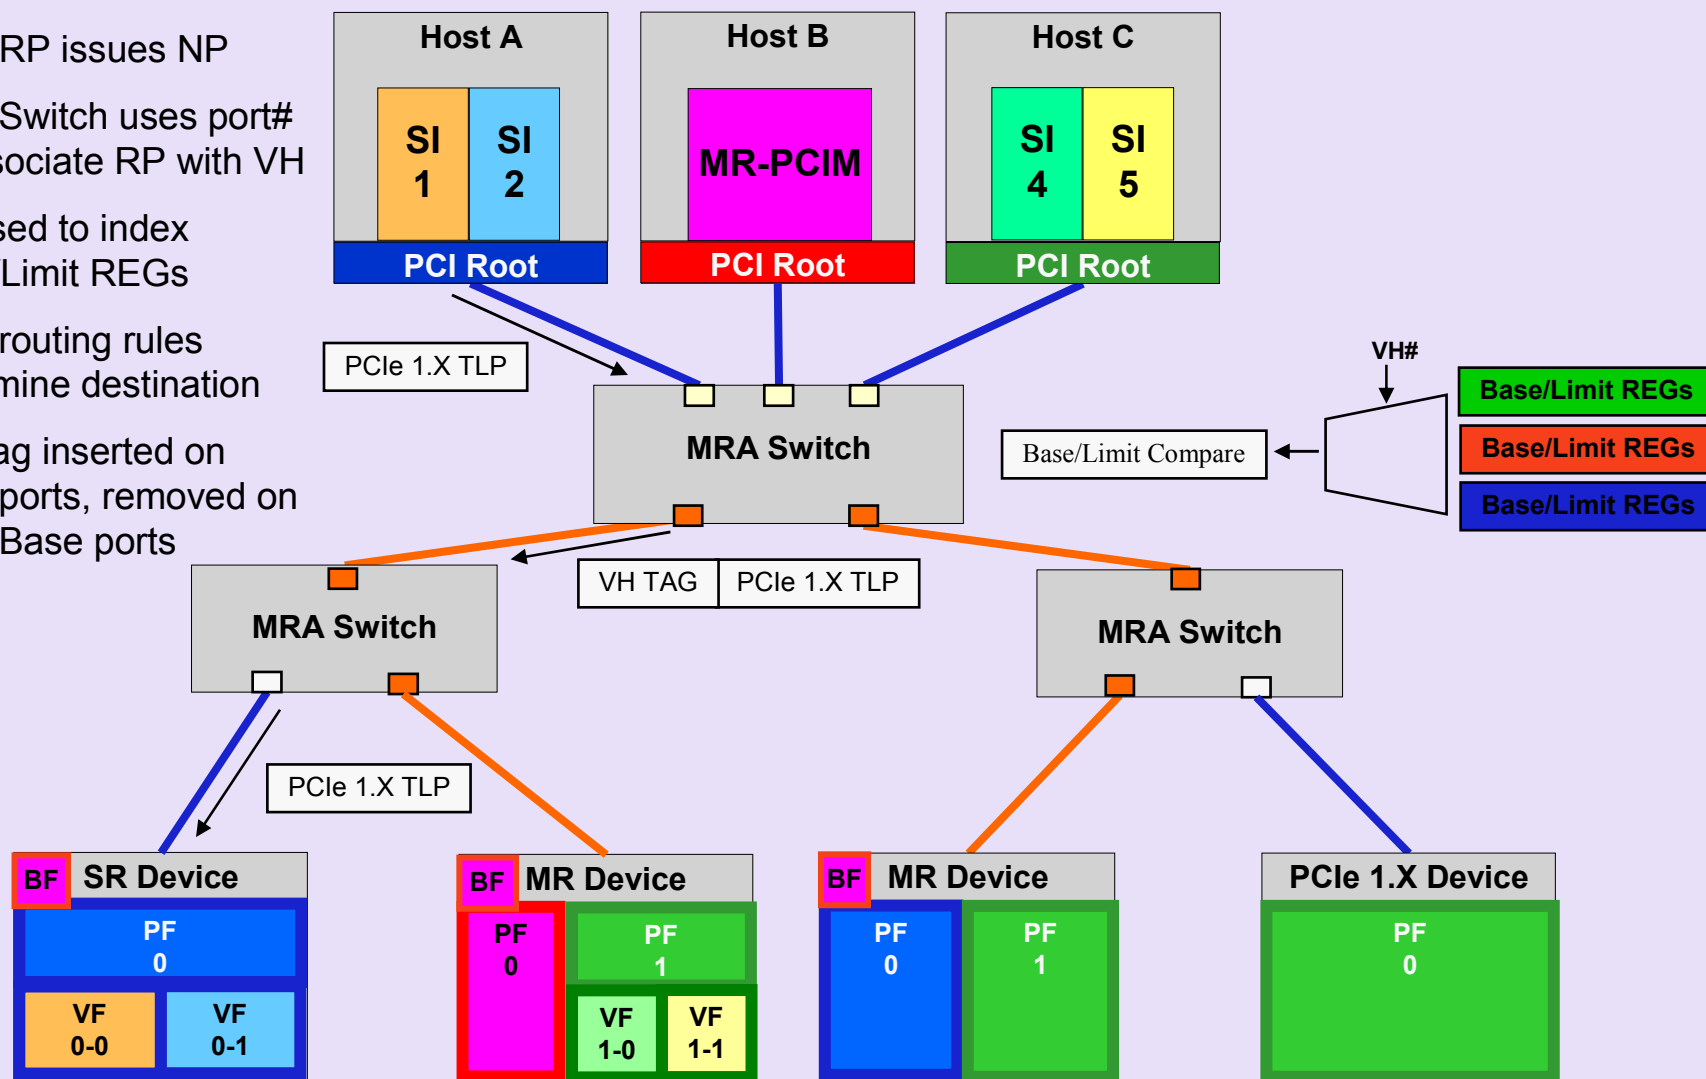 RP issues NP
Switch uses port#
sociate RP with VH
sed to index
/Limit REGs
routing rules
mine destination
ag inserted on
ports, removed on
Base ports
Host A
Host B
Host C
SI
1
SI
2
MR-PCIM
SI
4
SI
5
PCI Root
PCI Root
PCI Root
PCIe 1.X TLP
MRA Switch
VH#
Base/Limit Compare
Base/Limit REGs
Base/Limit REGs
Base/Limit REGs
VH TAG
PCIe 1.X TLP
MRA Switch
MRA Switch
PCIe 1.X TLP
BF
SR Device
PF
0
VF
0-0
VF
0-1
BF
MR Device
PF
0
PF
1
VF
1-0
VF
1-1
BF
MR Device
PF
0
PF
1
PCIe 1.X Device
PF
0